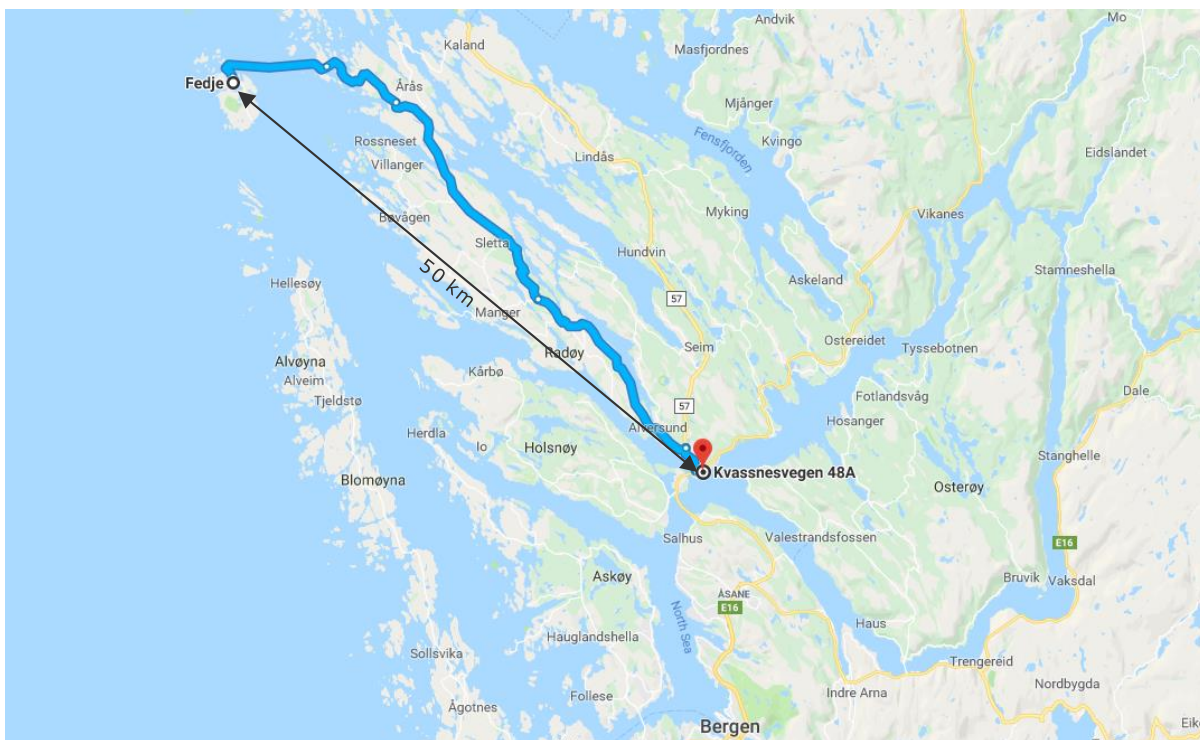 Andvik
Mo
Kaland
Masfjordnes
Fedje
Årås
Mjånger
Rossneset
Kvingo
Fensfjorden
Eidslandet
Villanger
Lindås
Bøvågen
Myking
Vikanes
Sletta
Hundvin
50 km
Askeland
Stamneshella
Hellesøy
57
Manger
Ostereidet
Seim
Tyssebotnen
Radøy
Alvøyna
Kårbø
Alveim
Dale
Fotlandsvåg
Tjeldstø
57
Hosanger
Alversund
Herdla
Io
Holsnøy
Stanghelle
Kvassnesvegen 48A
Blomøyna
Osterøy
Salhus
Valestrandsfossen
E16
Askøy
Bruvik
Vaksdal
ÅSANE
E16
North Sea
Haus
Hauglandshella
Sollsvika
Trengereid
Nordbygda
Indre Arna
Follese
Ågotnes
Bergen
Eik